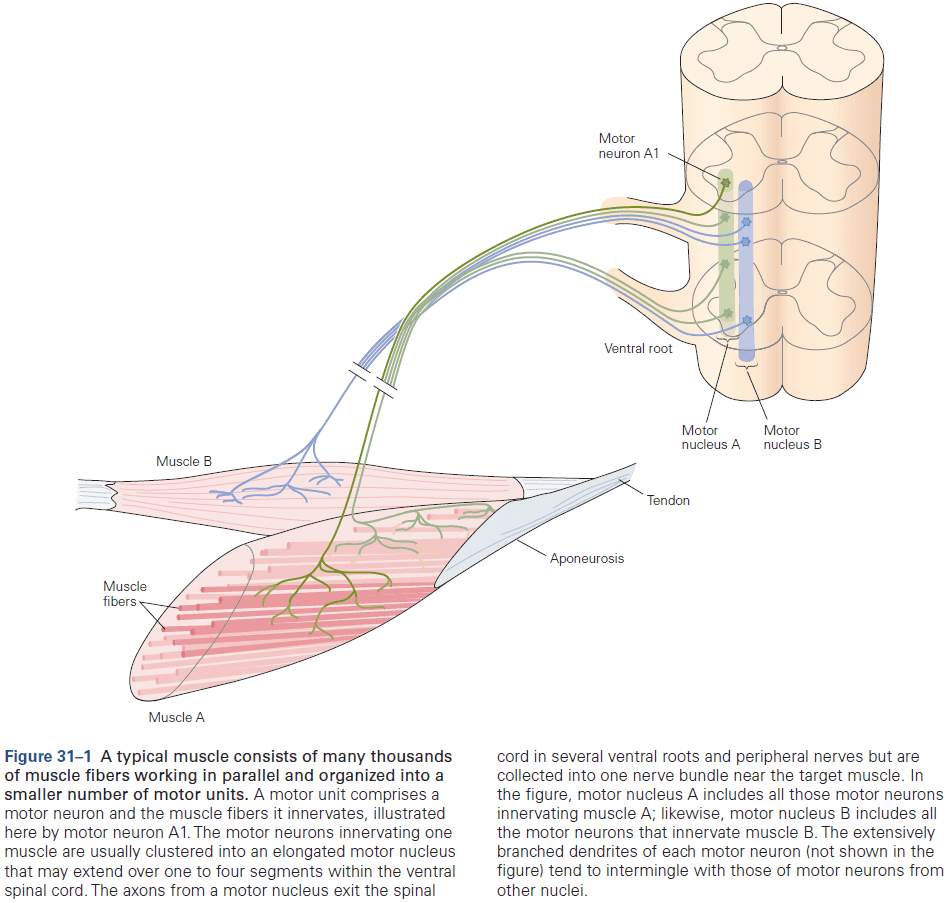 Motor
neuron A1
Ventral root
Motor
nucleus A
Motor
nucleus B
Muscle B
Tendon
Aponeurosis
Muscle
fibers
Muscle A
Figure 31–1 A typical muscle consists of many thousands
of muscle fibers working in parallel and organized into a
smaller number of motor units. A motor unit comprises a
motor neuron and the muscle fibers it innervates, illustrated
here by motor neuron A1. The motor neurons innervating one
muscle are usually clustered into an elongated motor nucleus
that may extend over one to four segments within the ventral
spinal cord. The axons from a motor nucleus exit the spinal
cord in several ventral roots and peripheral nerves but are
collected into one nerve bundle near the target muscle. In
the figure, motor nucleus A includes all those motor neurons
innervating muscle A; likewise, motor nucleus B includes all
the motor neurons that innervate muscle B. The extensively
branched dendrites of each motor neuron (not shown in the
figure) tend to intermingle with those of motor neurons from
other nuclei.